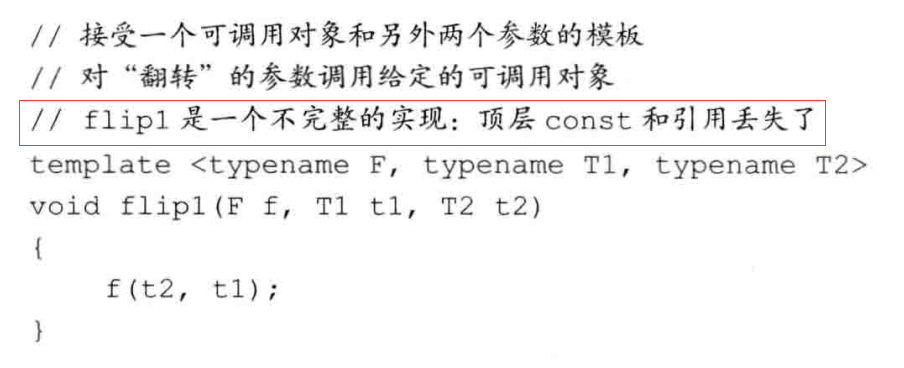 // 接受一个可调用对象和另外两个参数的模板
// 对“翻转”的参数调用给定的可调用对象
// flip1 是一个不完整的实现：顶层 const 和引用丢失了
template <typename F, typename T1, typename T2>
void flip1(F f, T1 t1, T2 t2)
{
    f(t2, t1);
}